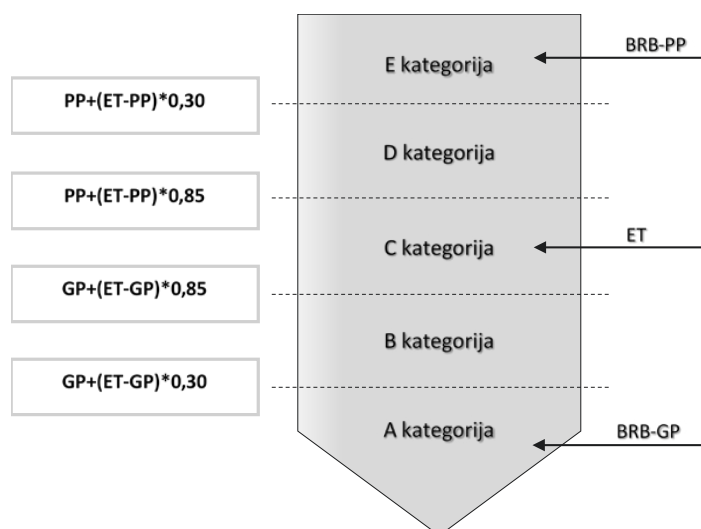 E kategorija
BRB-PP
PP+(ET-PP)*0,30
D kategorija
PP+(ET-PP)*0,85
C kategorija
ET
GP+(ET-GP)*0,85
B kategorija
GP+(ET-GP)*0,30
A kategorija
BRB-GP